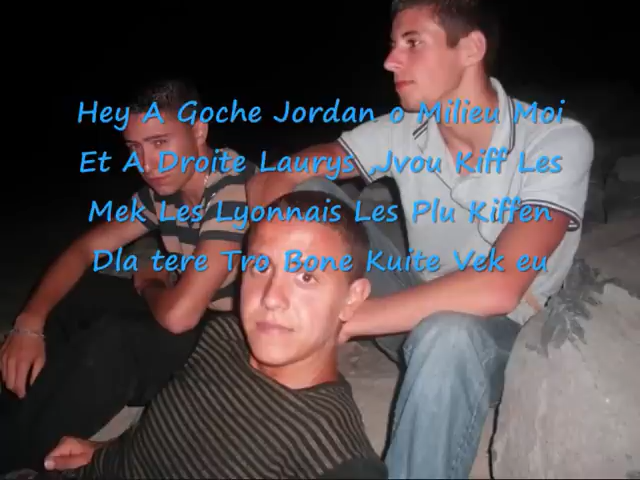 Hey A Goche Jordan o Milieu Moi
Et A Droite Laurys ,Jvou Kiff Les
Mek Les Lyonnais Les Plu Kiffen
Dla tere Tro Bone Kuite Vek eu